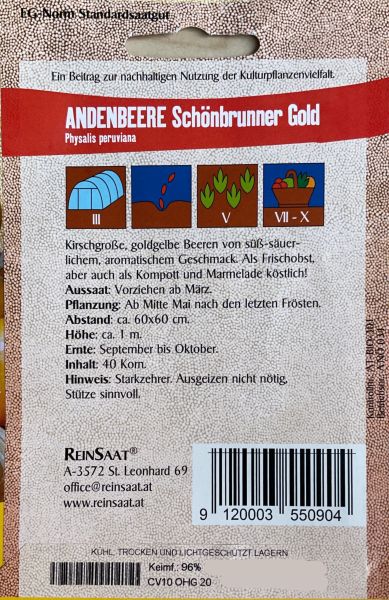 EG-Norm Standardsaatgut
Ein Beitrag zur nachhaltigen Nutzung der Kulturpflanzenvielfalt.
ANDENBEERE Schönbrunner Gold
Physalis peruviana
III
V
VII - X
Kirschgroße, goldgelbe Beeren von süß-säuer-
lichem, aromatischem Geschmack. Als Frischobst,
aber auch als Kompott und Marmelade köstlich!
Aussaat: Vorziehen ab März.
Pflanzung: Ab Mitte Mai nach den letzten Frösten.
Abstand: ca. 60x60 cm.
Höhe: ca. 1 m.
Ernte: September bis Oktober.
Inhalt: 40 Korn.
Hinweis: Starkzehrer. Ausgeizen nicht nötig,
Stütze sinnvoll.
REINSAAT®
A-3572 St. Leonhard 69
office@reinsaat.at
www.reinsaat.at
9 120003 550904
KÜHL, TROCKEN UND LICHTGESCHÜTZT LAGERN
Keimf.: 96%
CV10 OHG 20